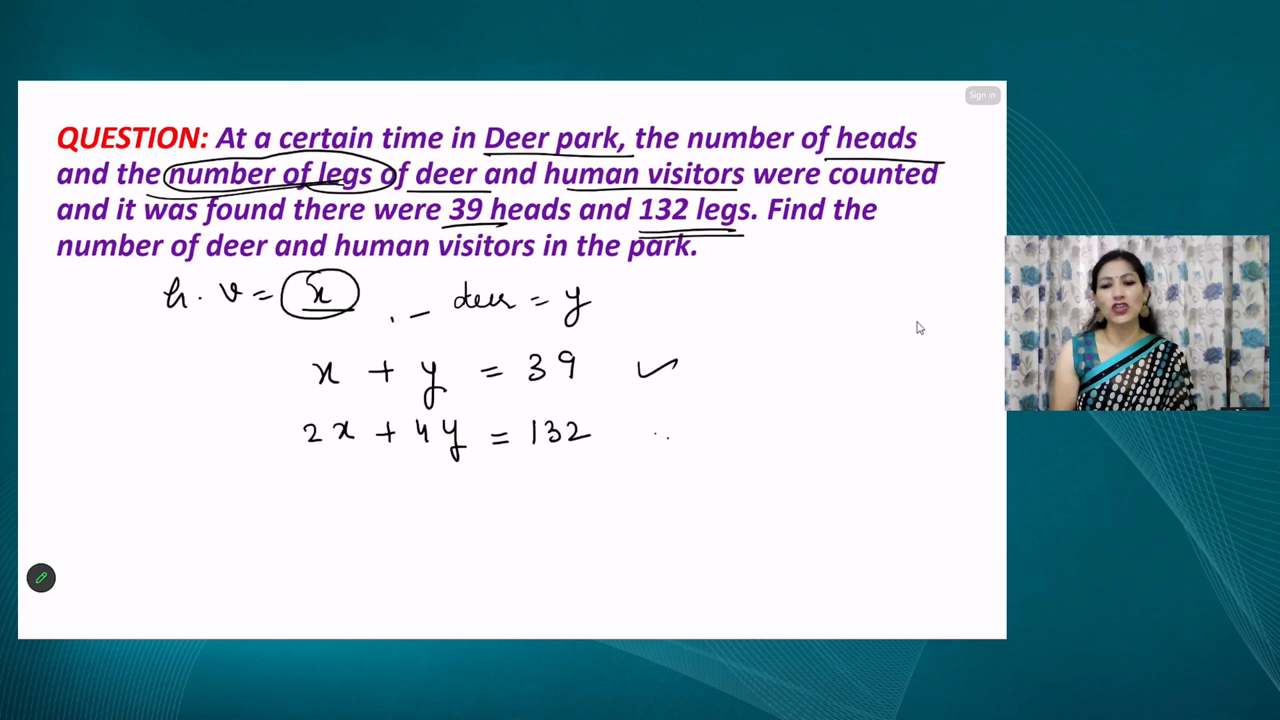 Sign in
QUESTION: At a certain time in Deer park, the number of heads
and the number of legs of deer and human visitors were counted
and it was found there were 39 heads and 132 legs. Find the
number of deer and human visitors in the park.
h. v = x deer = y
x + y = 39
2x + 4y = 132